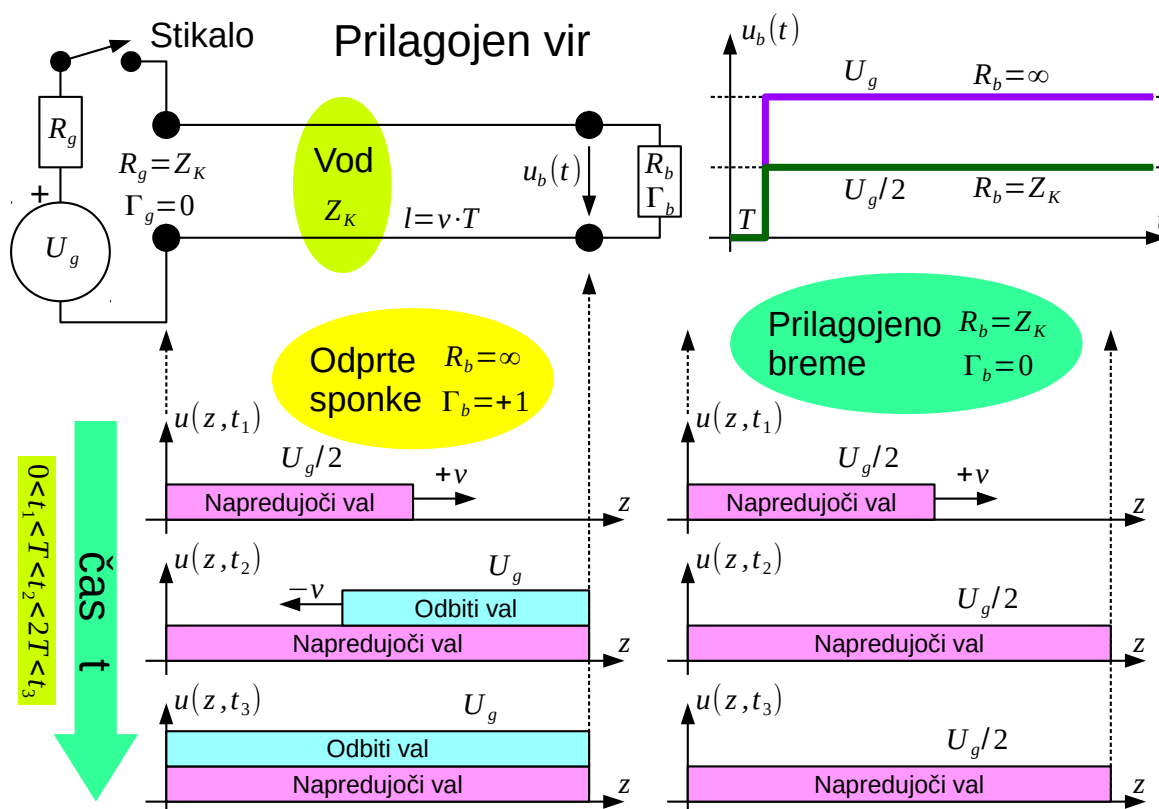 Stikalo
Prilagojen vir
R_g
R_g=Z_K
Γ_g=0
+
U_g
Vod
Z_K
l=v·T
u_b(t)
R_b
Γ_b
u_b(t)
U_g R_b=∞
U_g/2 R_b=Z_K
T
t
Odprte sponke R_b=∞ Γ_b=+1
Prilagojeno breme R_b=Z_K Γ_b=0
čas t
0<t_1<T<t_2<2T<t_3
u(z,t_1)
U_g/2
+v
Napredujoči val
z
u(z,t_2)
U_g
−v
Odbiti val
Napredujoči val
z
u(z,t_3)
U_g
Odbiti val
Napredujoči val
z
u(z,t_1)
U_g/2
+v
Napredujoči val
z
u(z,t_2)
U_g/2
Napredujoči val
z
u(z,t_3)
U_g/2
Napredujoči val
z